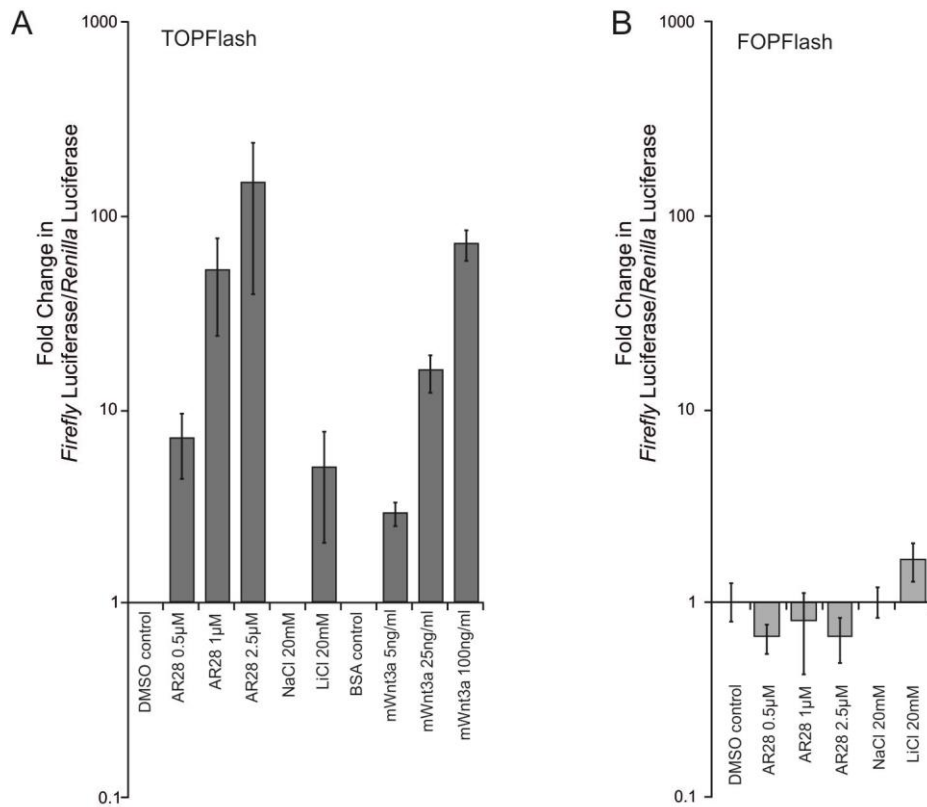 A
TOPFlash
Fold Change in
Firefly Luciferase/Renilla Luciferase
1000
100
10
1
0.1
DMSO control
AR28 0.5µM
AR28 1µM
AR28 2.5µM
NaCl 20mM
LiCl 20mM
BSA control
mWnt3a 5ng/ml
mWnt3a 25ng/ml
mWnt3a 100ng/ml
B
FOPFlash
Fold Change in
Firefly Luciferase/Renilla Luciferase
1000
100
10
1
0.1
DMSO control
AR28 0.5µM
AR28 1µM
AR28 2.5µM
NaCl 20mM
LiCl 20mM